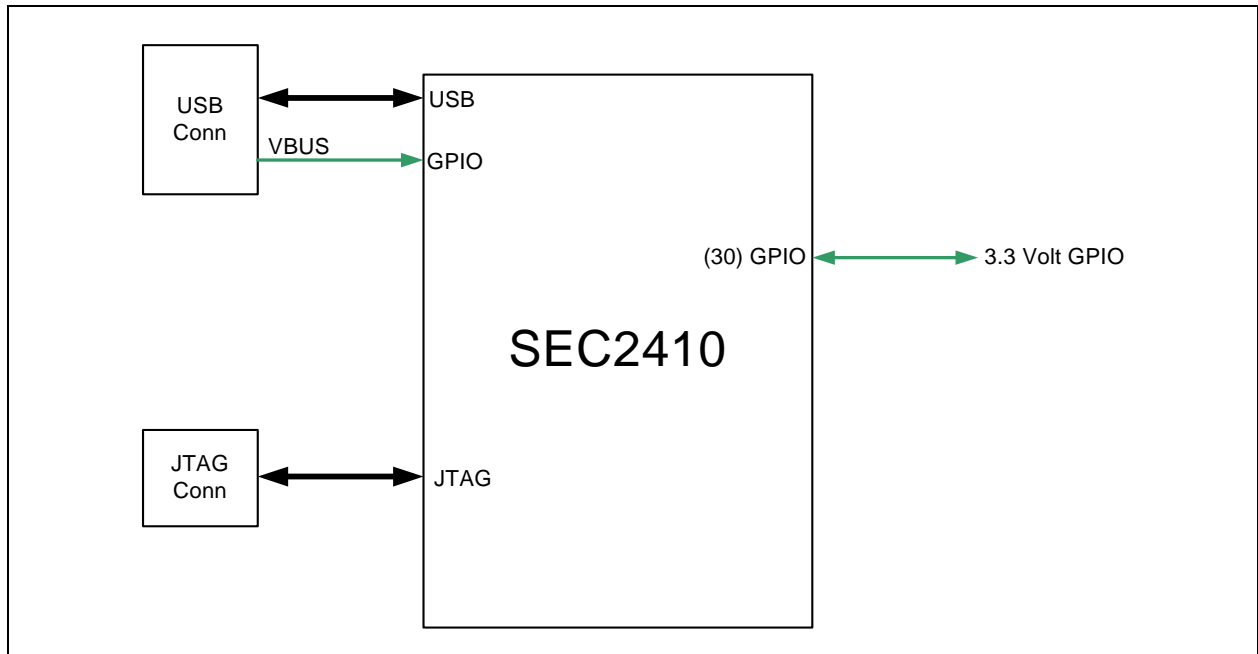 USB
Conn
USB
VBUS
GPIO
(30) GPIO
3.3 Volt GPIO
SEC2410
JTAG
Conn
JTAG